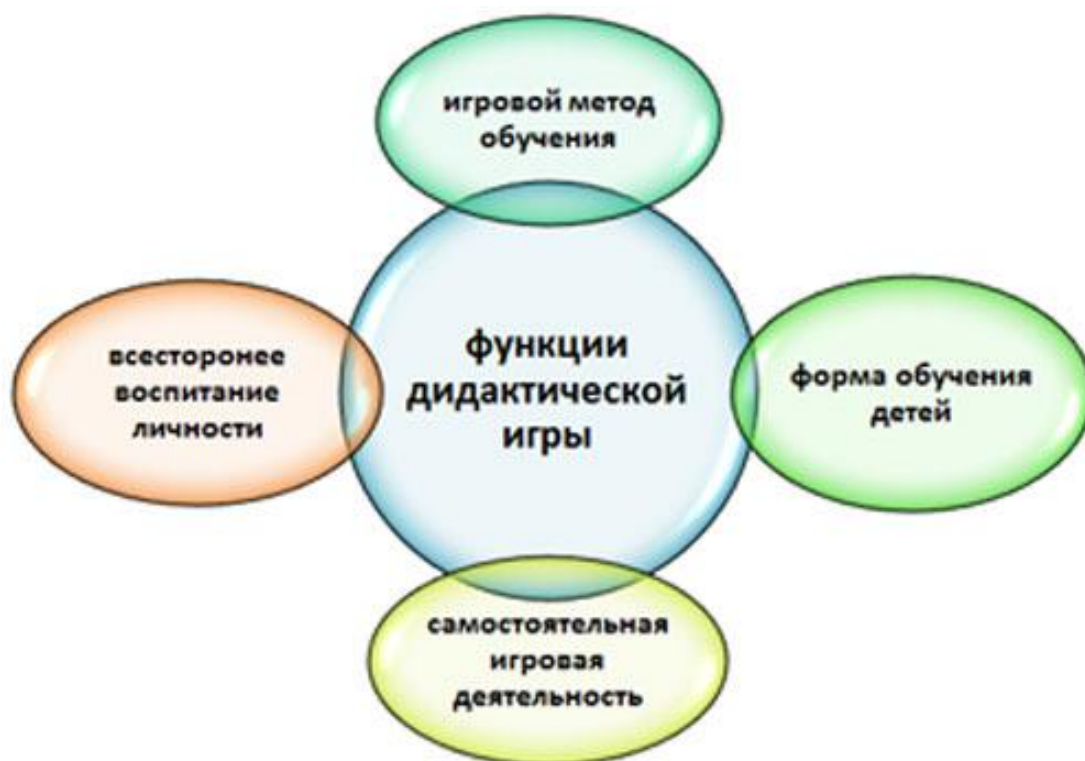 игровой метод
обучения
всесторонее
воспитание
личности
функции
дидактической
игры
форма обучения
детей
самостоятельная
игровая
деятельность